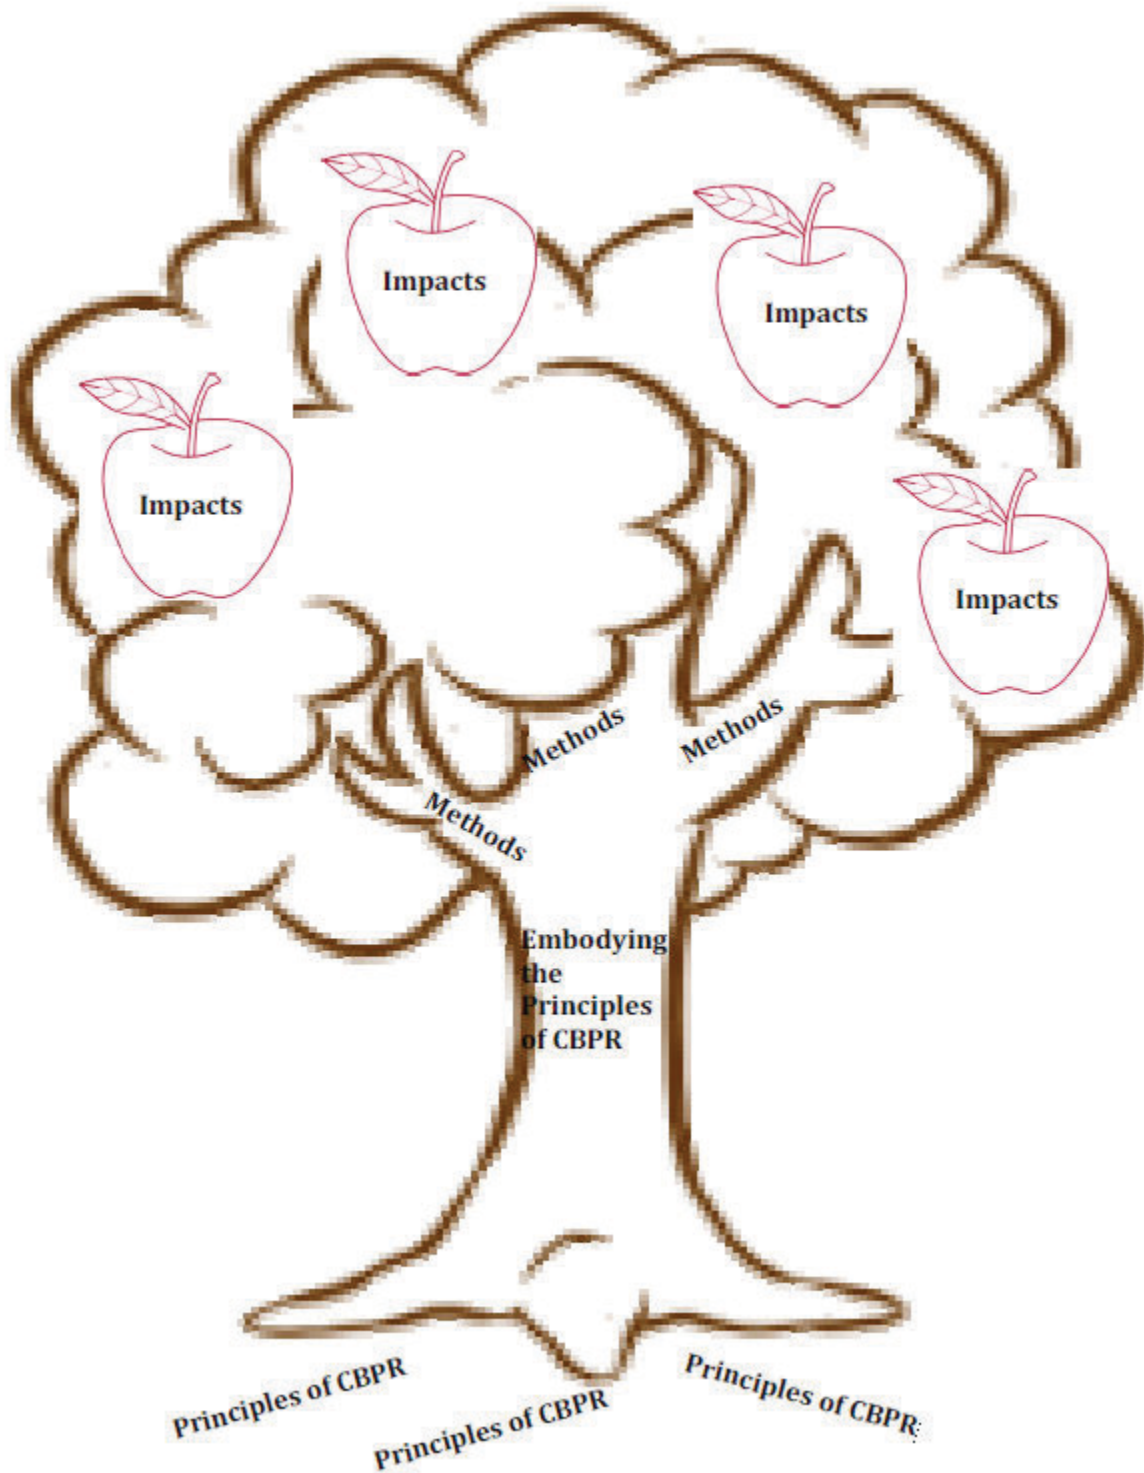 Impacts
Impacts
Impacts
Impacts
Methods
Methods
Methods
Embodying
the
Principles
of CBPR
Principles of CBPR
Principles of CBPR
Principles of CBPR